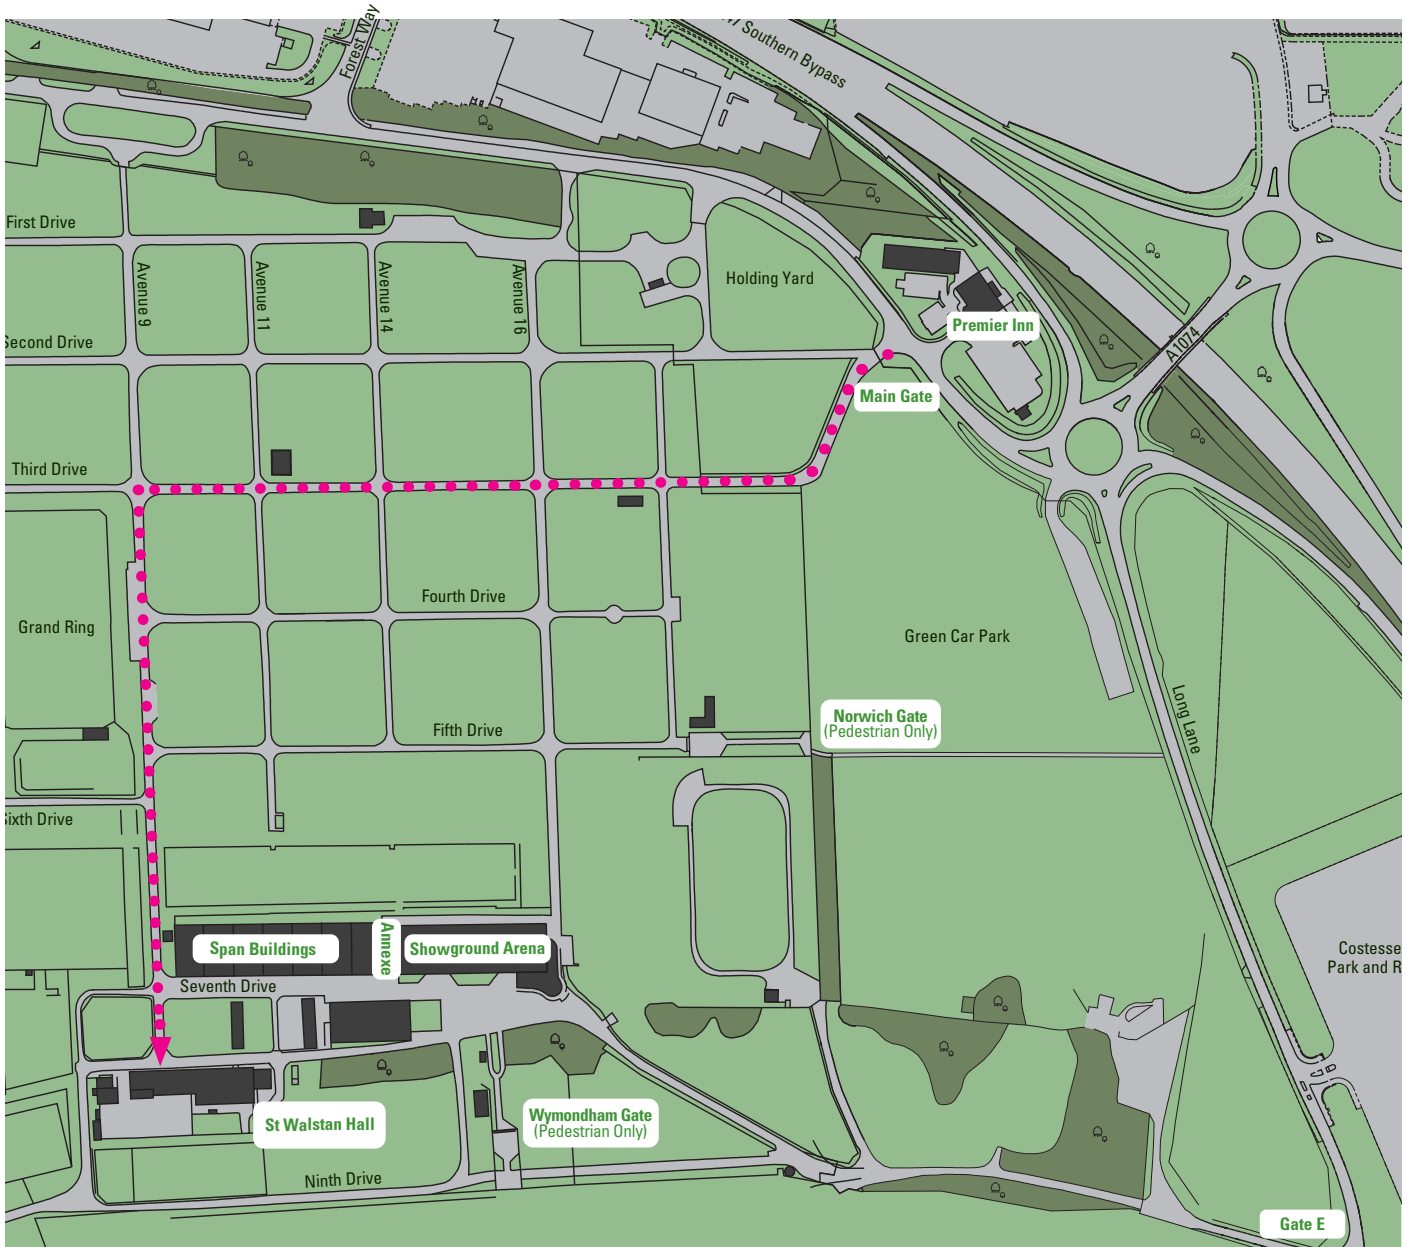 Forest Way
Southern Bypass
First Drive
Avenue 9
Avenue 11
Avenue 14
Avenue 16
Holding Yard
Premier Inn
A1074
Second Drive
Main Gate
Third Drive
Fourth Drive
Grand Ring
Green Car Park
Norwich Gate
(Pedestrian Only)
Long Lane
Fifth Drive
Sixth Drive
Span Buildings
Annexe
Showground Arena
Costesse
Park and R
Seventh Drive
St Walstan Hall
Wymondham Gate
(Pedestrian Only)
Ninth Drive
Gate E